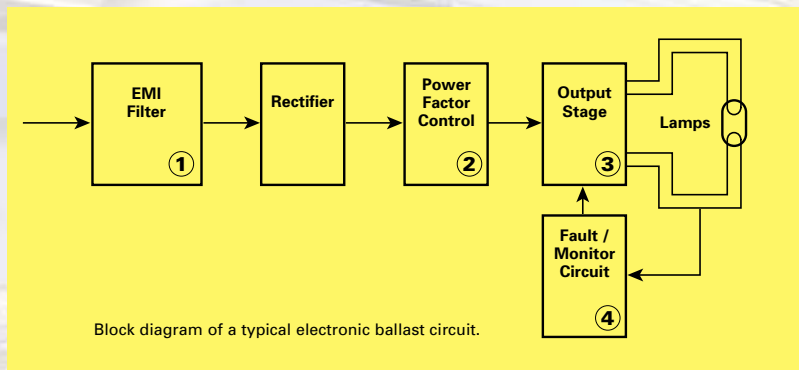 EMI
Filter
①
Rectifier
Power
Factor
Control
②
Output
Stage
③
Lamps
Fault /
Monitor
Circuit
④
Block diagram of a typical electronic ballast circuit.